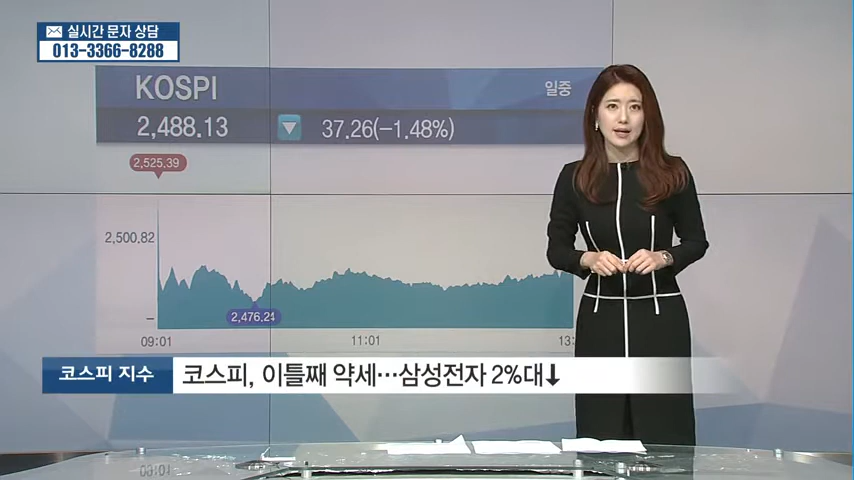 실시간 문자 상담
013-3366-8288
KOSPI
일중
2,488.13 ▼ 37.26(-1.48%)
2,525.39
2,500.82
2,476.24
09:01 11:01 13:
코스피 지수 코스피, 이틀째 약세…삼성전자 2%대↓